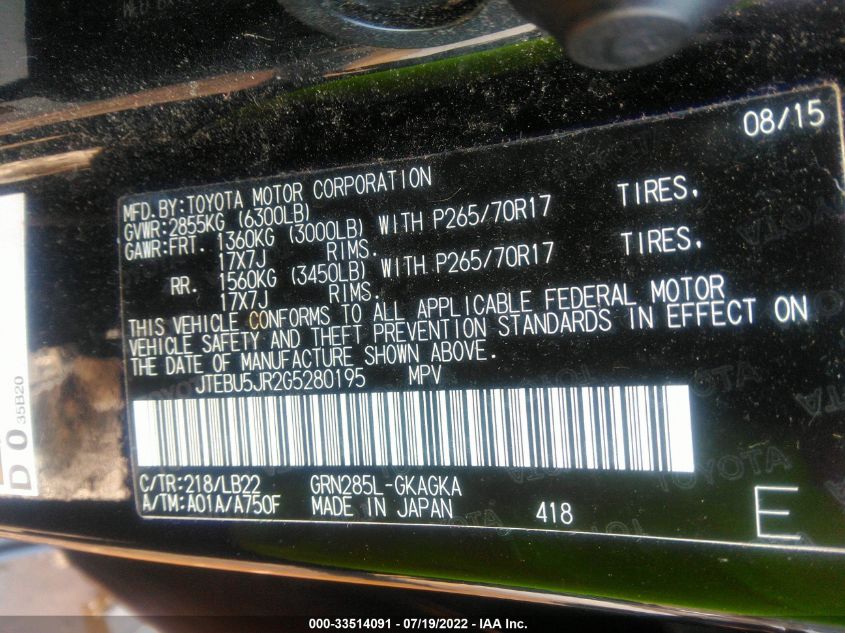 08/15
MFD.BY:TOYOTA MOTOR CORPORATION
GVWR:2855KG (6300LB)
GAWR:FRT. 1360KG (3000LB) WITH P265/70R17 TIRES,
17X7J RIMS.
RR. 1560KG (3450LB) WITH P265/70R17 TIRES,
17X7J RIMS.
THIS VEHICLE CONFORMS TO ALL APPLICABLE FEDERAL MOTOR
VEHICLE SAFETY AND THEFT PREVENTION STANDARDS IN EFFECT ON
THE DATE OF MANUFACTURE SHOWN ABOVE.
JTEBU5JR2G5280195 MPV
C/TR:218/LB22 GRN285L-GKAGKA
A/TM:A01A/A750F MADE IN JAPAN 418 E
D 0 35B20
TOYOTA
000-33514091 - 07/19/2022 - IAA Inc.